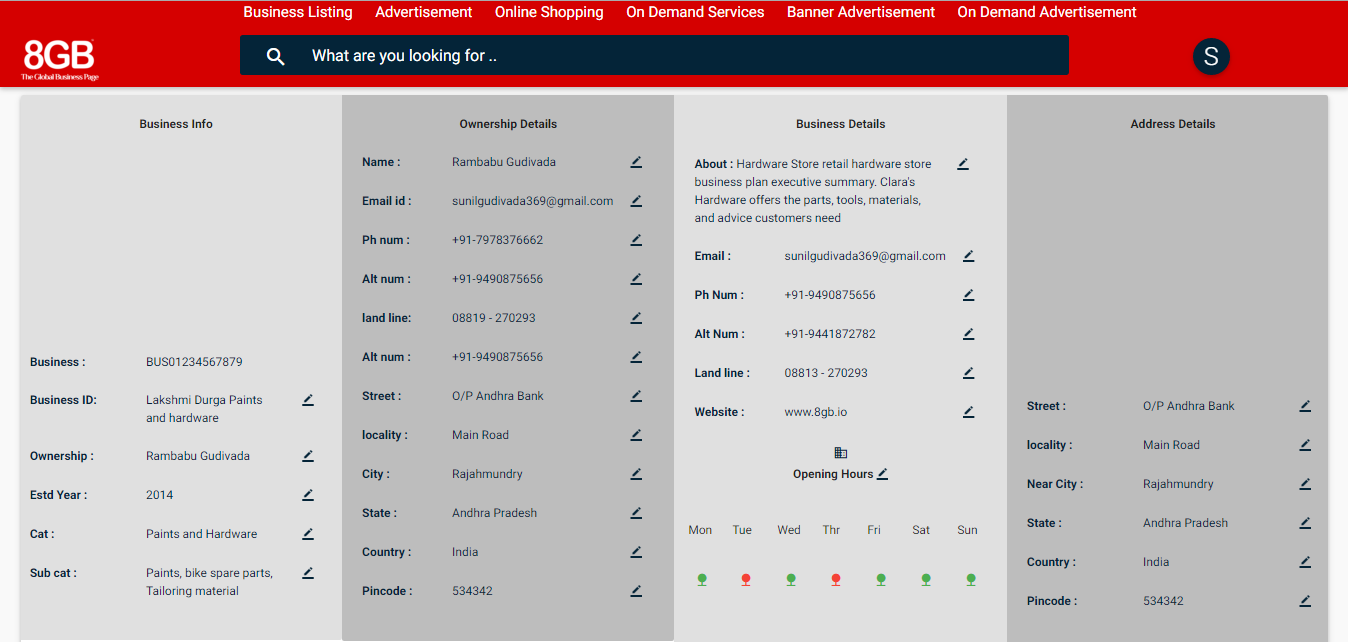 Business Listing Advertisement Online Shopping On Demand Services Banner Advertisement On Demand Advertisement
8GB
The Global Business Page
What are you looking for ..
S
Business Info
Business : BUS01234567879
Business ID: Lakshmi Durga Paints
and hardware
Ownership : Rambabu Gudivada
Estd Year : 2014
Cat : Paints and Hardware
Sub cat : Paints, bike spare parts,
Tailoring material
Ownership Details
Name : Rambabu Gudivada
Email id : sunilgudivada369@gmail.com
Ph num : +91-7978376662
Alt num : +91-9490875656
land line: 08819 - 270293
Alt num : +91-9490875656
Street : O/P Andhra Bank
locality : Main Road
City : Rajahmundry
State : Andhra Pradesh
Country : India
Pincode : 534342
Business Details
About : Hardware Store retail hardware store
business plan executive summary. Clara's
Hardware offers the parts, tools, materials,
and advice customers need
Email : sunilgudivada369@gmail.com
Ph Num : +91-9490875656
Alt Num : +91-9441872782
Land line : 08813 - 270293
Website : www.8gb.io
Opening Hours
Mon Tue Wed Thr Fri Sat Sun
Address Details
Street : O/P Andhra Bank
locality : Main Road
Near City : Rajahmundry
State : Andhra Pradesh
Country : India
Pincode : 534342